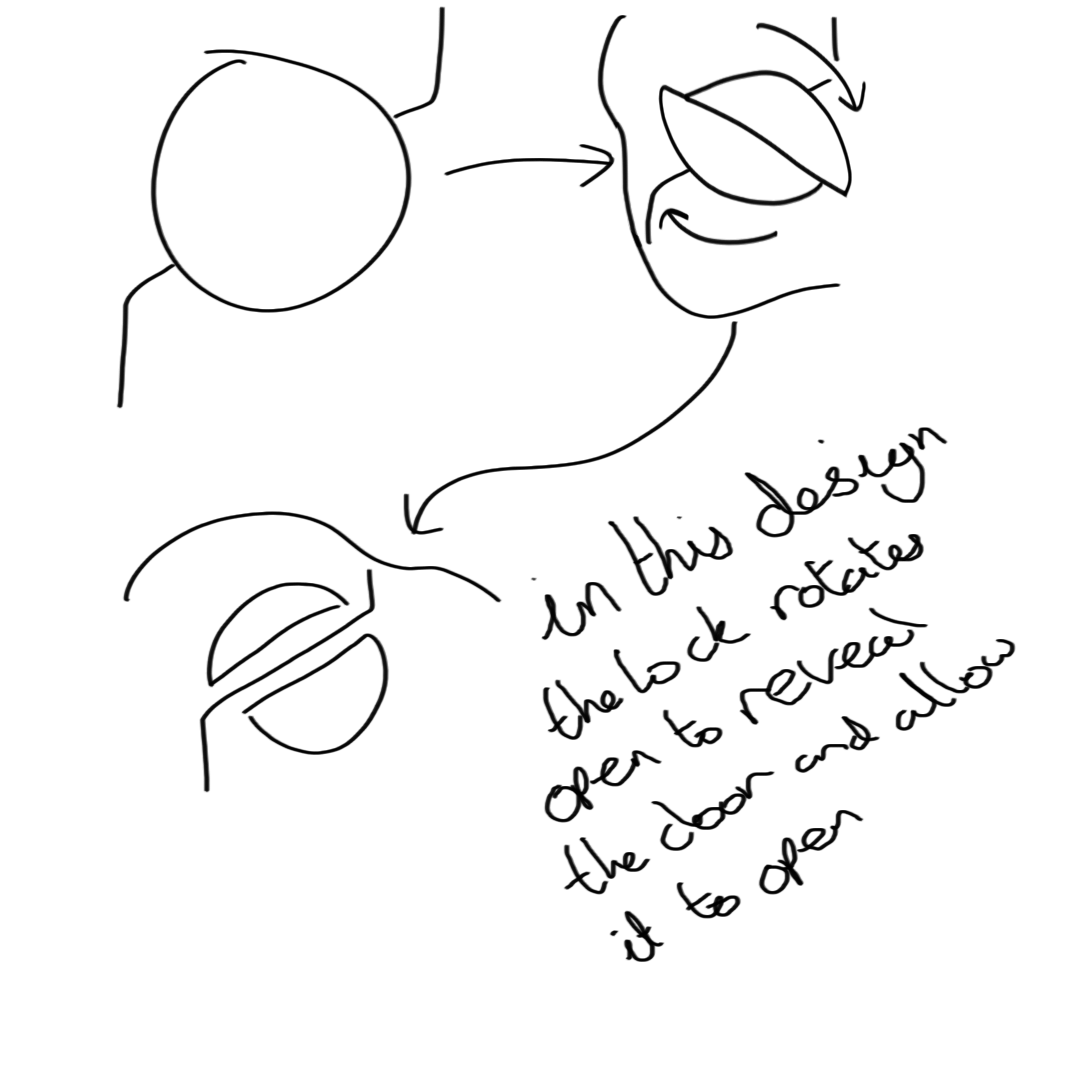 in this design
the lock rotates
open to reveal
the door and allow
it to open